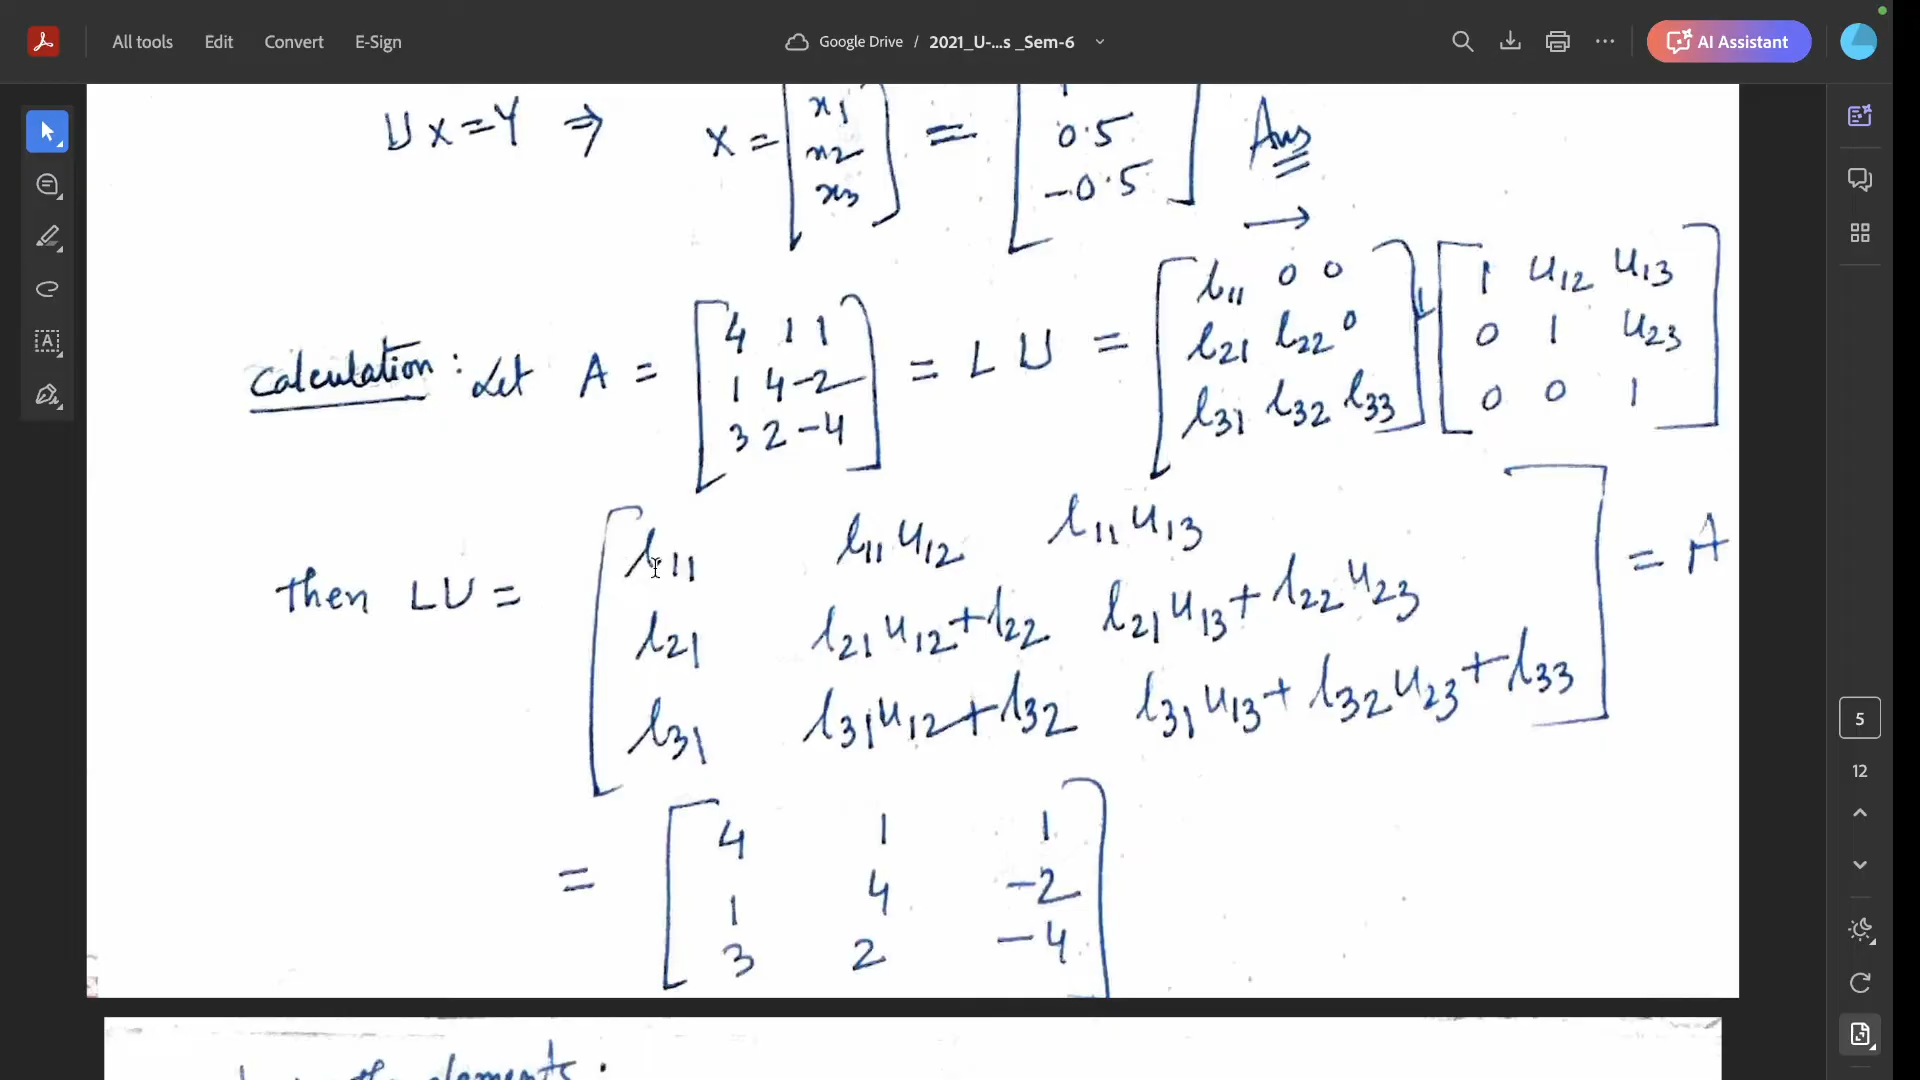 All tools Edit Convert E-Sign Google Drive / 2021_U-...s _Sem-6 AI Assistant
UX=Y ⇒ X = [x1 x2 x3] = [0.5 -0.5] Ans
Calculation : Let A = [4 1 1
1 4 -2
3 2 -4] = L U = [l11 0 0
l21 l22 0
l31 l32 l33] [1 u12 u13
0 1 u23
0 0 1]
then LU = [l11 l11u12 l11u13
l21 l21u12+l22 l21u13+l22u23
l31 l31u12+l32 l31u13+l32u23+l33] = A
= [4 1 1
1 4 -2
3 2 -4]
the elements.
5
12